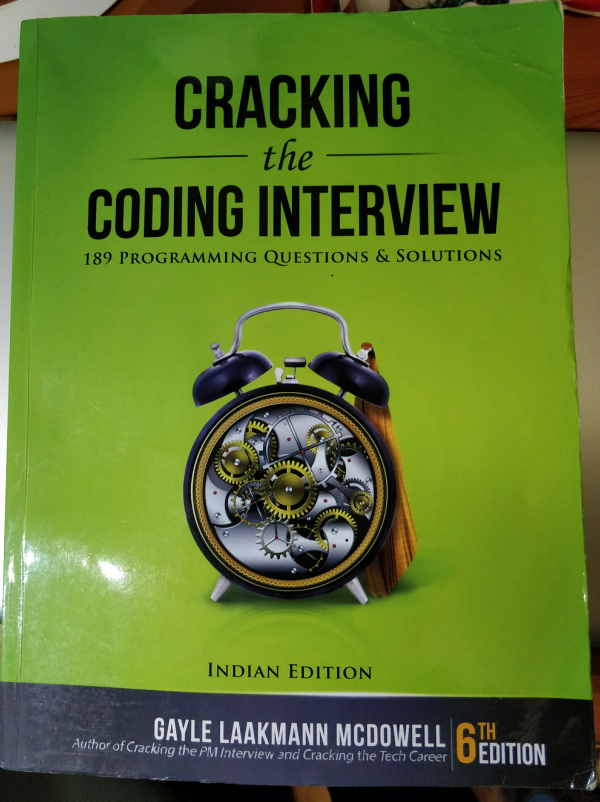 CRACKING
the
CODING INTERVIEW
189 PROGRAMMING QUESTIONS & SOLUTIONS
INDIAN EDITION
GAYLE LAAKMANN MCDOWELL
Author of Cracking the PM Interview and Cracking the Tech Career
6TH
EDITION